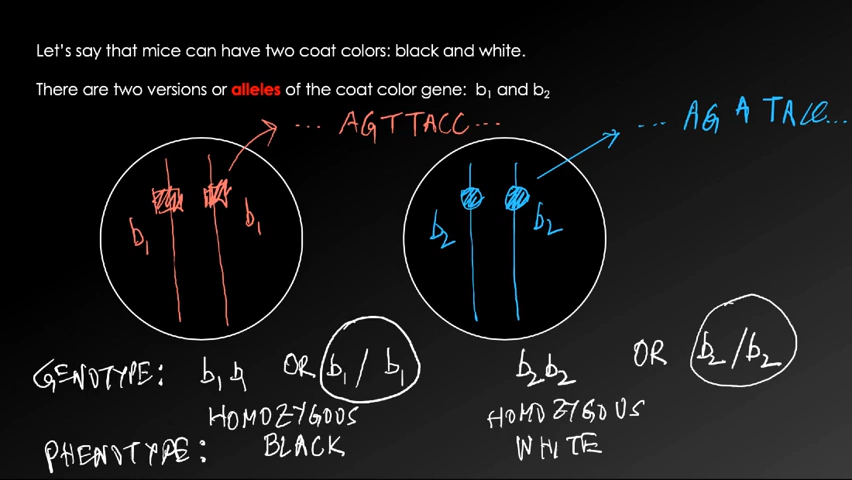 Let's say that mice can have two coat colors: black and white.
There are two versions or alleles of the coat color gene: b₁ and b₂
... AGTTACC...
... AGATACC...
b₁ b₁
b₂ b₂
GENOTYPE: b₁b₁ OR b₁/b₁ b₂b₂ OR b₂/b₂
HOMOZYGOUS HOMOZYGOUS
PHENOTYPE: BLACK WHITE